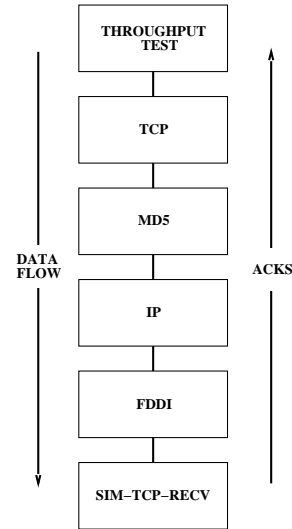 THROUGHPUT
TEST
TCP
MD5
DATA
FLOW
IP
ACKS
FDDI
SIM−TCP−RECV